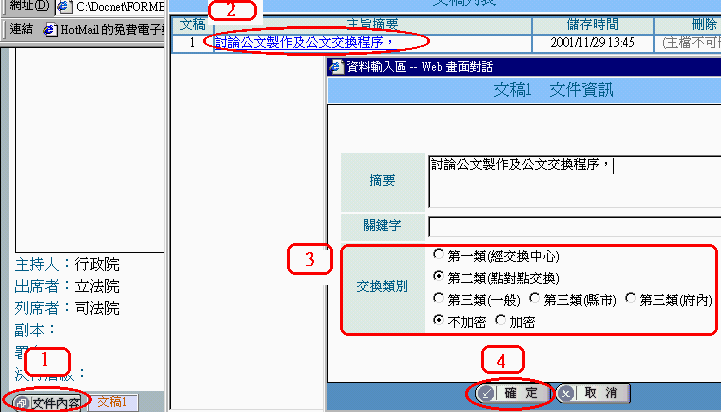 網址(D) C:\Docnet\FORME
連結 HotMail 的免費電子
2
文稿 主旨摘要 儲存時間 刪除
1 討論公文製作及公文交換程序， 2001/11/29 13:45 (主檔不可
資料輸入區 -- Web 畫面對話
文稿1 文件資訊
摘要 討論公文製作及公文交換程序，
關鍵字
3
交換類別
第一類(經交換中心)
第二類(點對點交換)
第三類(一般) 第三類(縣市) 第三類(府內)
不加密 加密
主持人：行政院
出席者：立法院
列席者：司法院
副本：
1
4
文件內容 文稿1
確 定 取 消